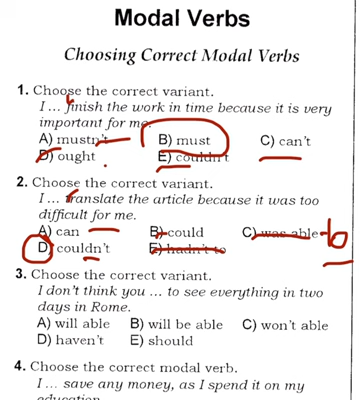 Modal Verbs
Choosing Correct Modal Verbs
1. Choose the correct variant.
I ... finish the work in time because it is very
important for me.
A) mustn't B) must C) can't
D) ought E) couldn't
2. Choose the correct variant.
I ... translate the article because it was too
difficult for me.
A) can B) could C) was able b
D) couldn't E) hadn't to
3. Choose the correct variant.
I don't think you ... to see everything in two
days in Rome.
A) will able B) will be able C) won't able
D) haven't E) should
4. Choose the correct modal verb.
I ... save any money, as I spend it on my
education